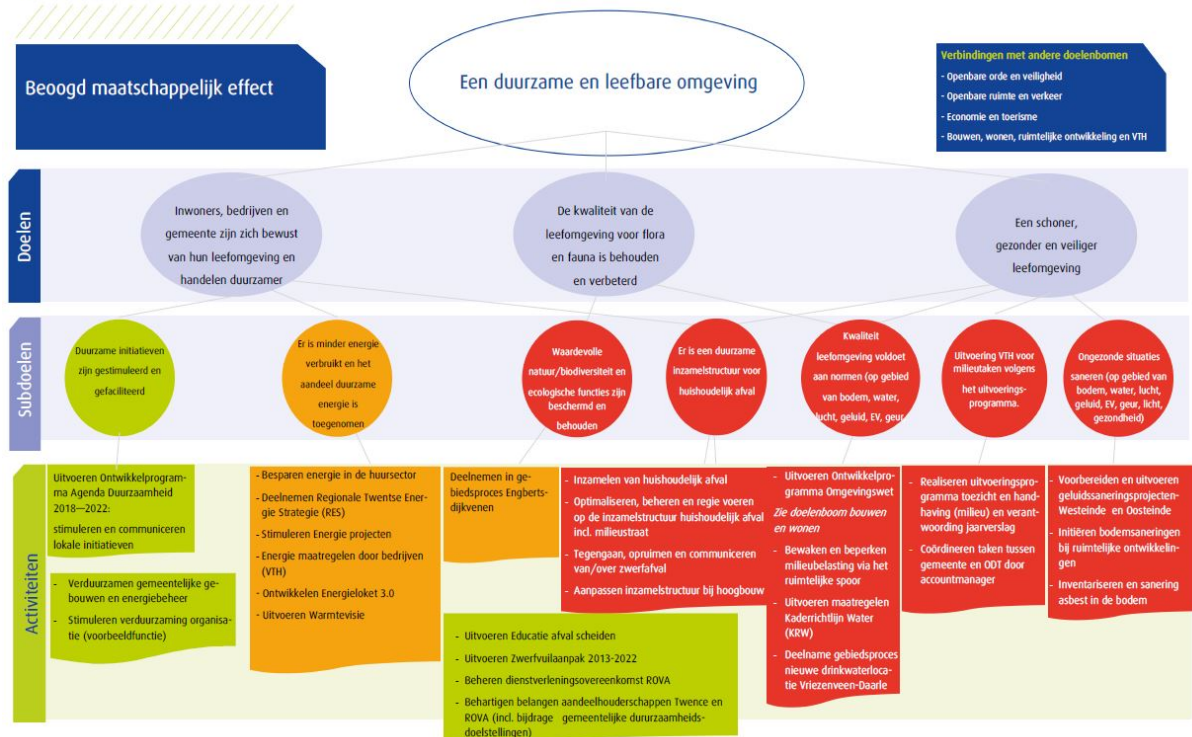 Beoogd maatschappelijk effect
Een duurzame en leefbare omgeving
Verbindingen met andere doelenbomen
- Openbare orde en veiligheid
- Openbare ruimte en verkeer
- Economie en toerisme
- Bouwen, wonen, ruimtelijke ontwikkeling en VTH
Doelen
Inwoners, bedrijven en
gemeente zijn zich bewust
van hun leefomgeving en
handelen duurzamer
De kwaliteit van de
leefomgeving voor flora
en fauna is behouden
en verbeterd
Een schoner,
gezonder en veiliger
leefomgeving
Subdoelen
Duurzame initiatieven
zijn gestimuleerd en
gefaciliteerd
Er is minder energie
verbruikt en het
aandeel duurzame
energie is
toegenomen
Waardevolle
natuur/biodiversiteit en
ecologische functies zijn
beschermd en
behouden
Er is een duurzame
inzamelstructuur voor
huishoudelijk afval
Kwaliteit
leefomgeving voldoet
aan normen (op gebied
van bodem, water,
lucht, geluid, EV, geur,
Uitvoering VTH voor
milieutaken volgens
het uitvoerings-
programma.
Ongezonde situaties
saneren (op gebied van
bodem, water, lucht,
geluid, EV, geur, licht,
gezondheid)
Activiteiten
Uitvoeren Ontwikkelprogram-
ma Agenda Duurzaamheid
2018—2022:
stimuleren en communiceren
lokale initiatieven
- Verduurzamen gemeentelijke ge-
bouwen en energiebeheer
- Stimuleren verduurzaming organisa-
tie (voorbeeldfunctie)
-Besparen energie in de huursector
- Deelnemen Regionale Twentse Ener-
gie Strategie (RES)
- Stimuleren Energie projecten
- Energie maatregelen door bedrijven
(VTH)
- Ontwikkelen Energieloket 3.0
- Uitvoeren Warmtevisie
Deelnemen in ge-
biedsproces Engberts-
dijkvenen
- Inzamelen van huishoudelijk afval
- Optimaliseren, beheren en regie voeren
op de inzamelstructuur huishoudelijk afval
incl. milieustraat
- Tegengaan, opruimen en communiceren
van/over zwerfafval
- Aanpassen inzamelstructuur bij hoogbouw
- Uitvoeren Educatie afval scheiden
- Uitvoeren Zwerfvuilaanpak 2013-2022
- Beheren dienstverleningsovereenkomst ROVA
- Behartigen belangen aandeelhouderschappen Twence en
ROVA (incl. bijdrage gemeentelijke dururzaamheids-
doelstellingen)
- Uitvoeren Ontwikkelpro-
gramma Omgevingswet
Zie doelenboom bouwen
en wonen
- Bewaken en beperken
milieubelasting via het
ruimtelijke spoor
- Uitvoeren maatregelen
Kaderrichtlijn Water
(KRW)
- Deelname gebiedsproces
nieuwe drinkwaterloca-
tie Vriezenveen-Daarle
- Realiseren uitvoeringspro-
gramma toezicht en hand-
having (milieu) en verant-
woording jaarverslag
- Coördineren taken tussen
gemeente en ODT door
accountmanager
- Voorbereiden en uitvoeren
geluidssaneringsprojecten-
Westeinde en Oosteinde
- Initiëren bodemsaneringen
bij ruimtelijke ontwikkelin-
gen
- Inventariseren en sanering
asbest in de bodem